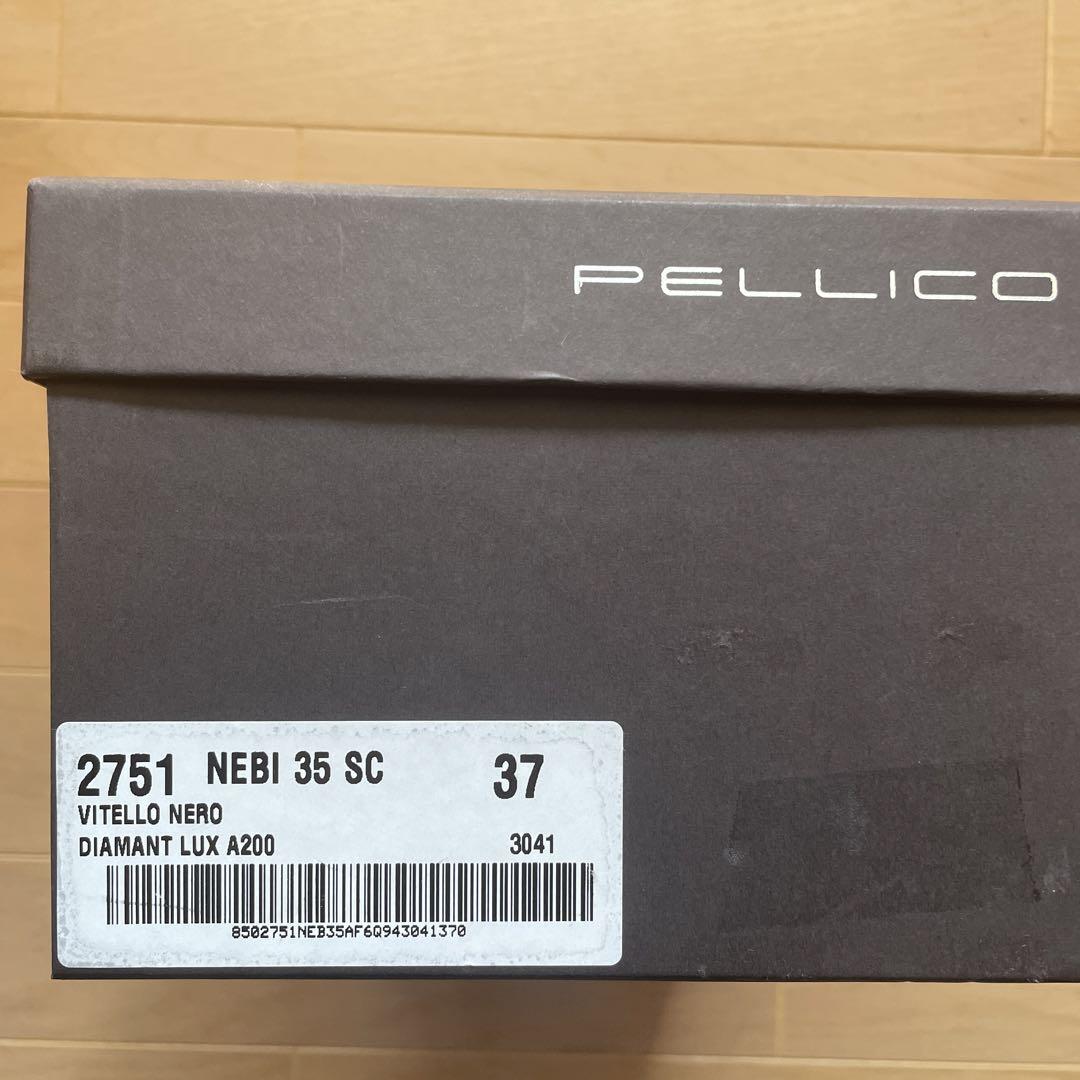 PELLICO
2751 NEBI 35 SC 37
VITELLO NERO
DIAMANT LUX A200 3041
8502751NEB35AF6Q943041370